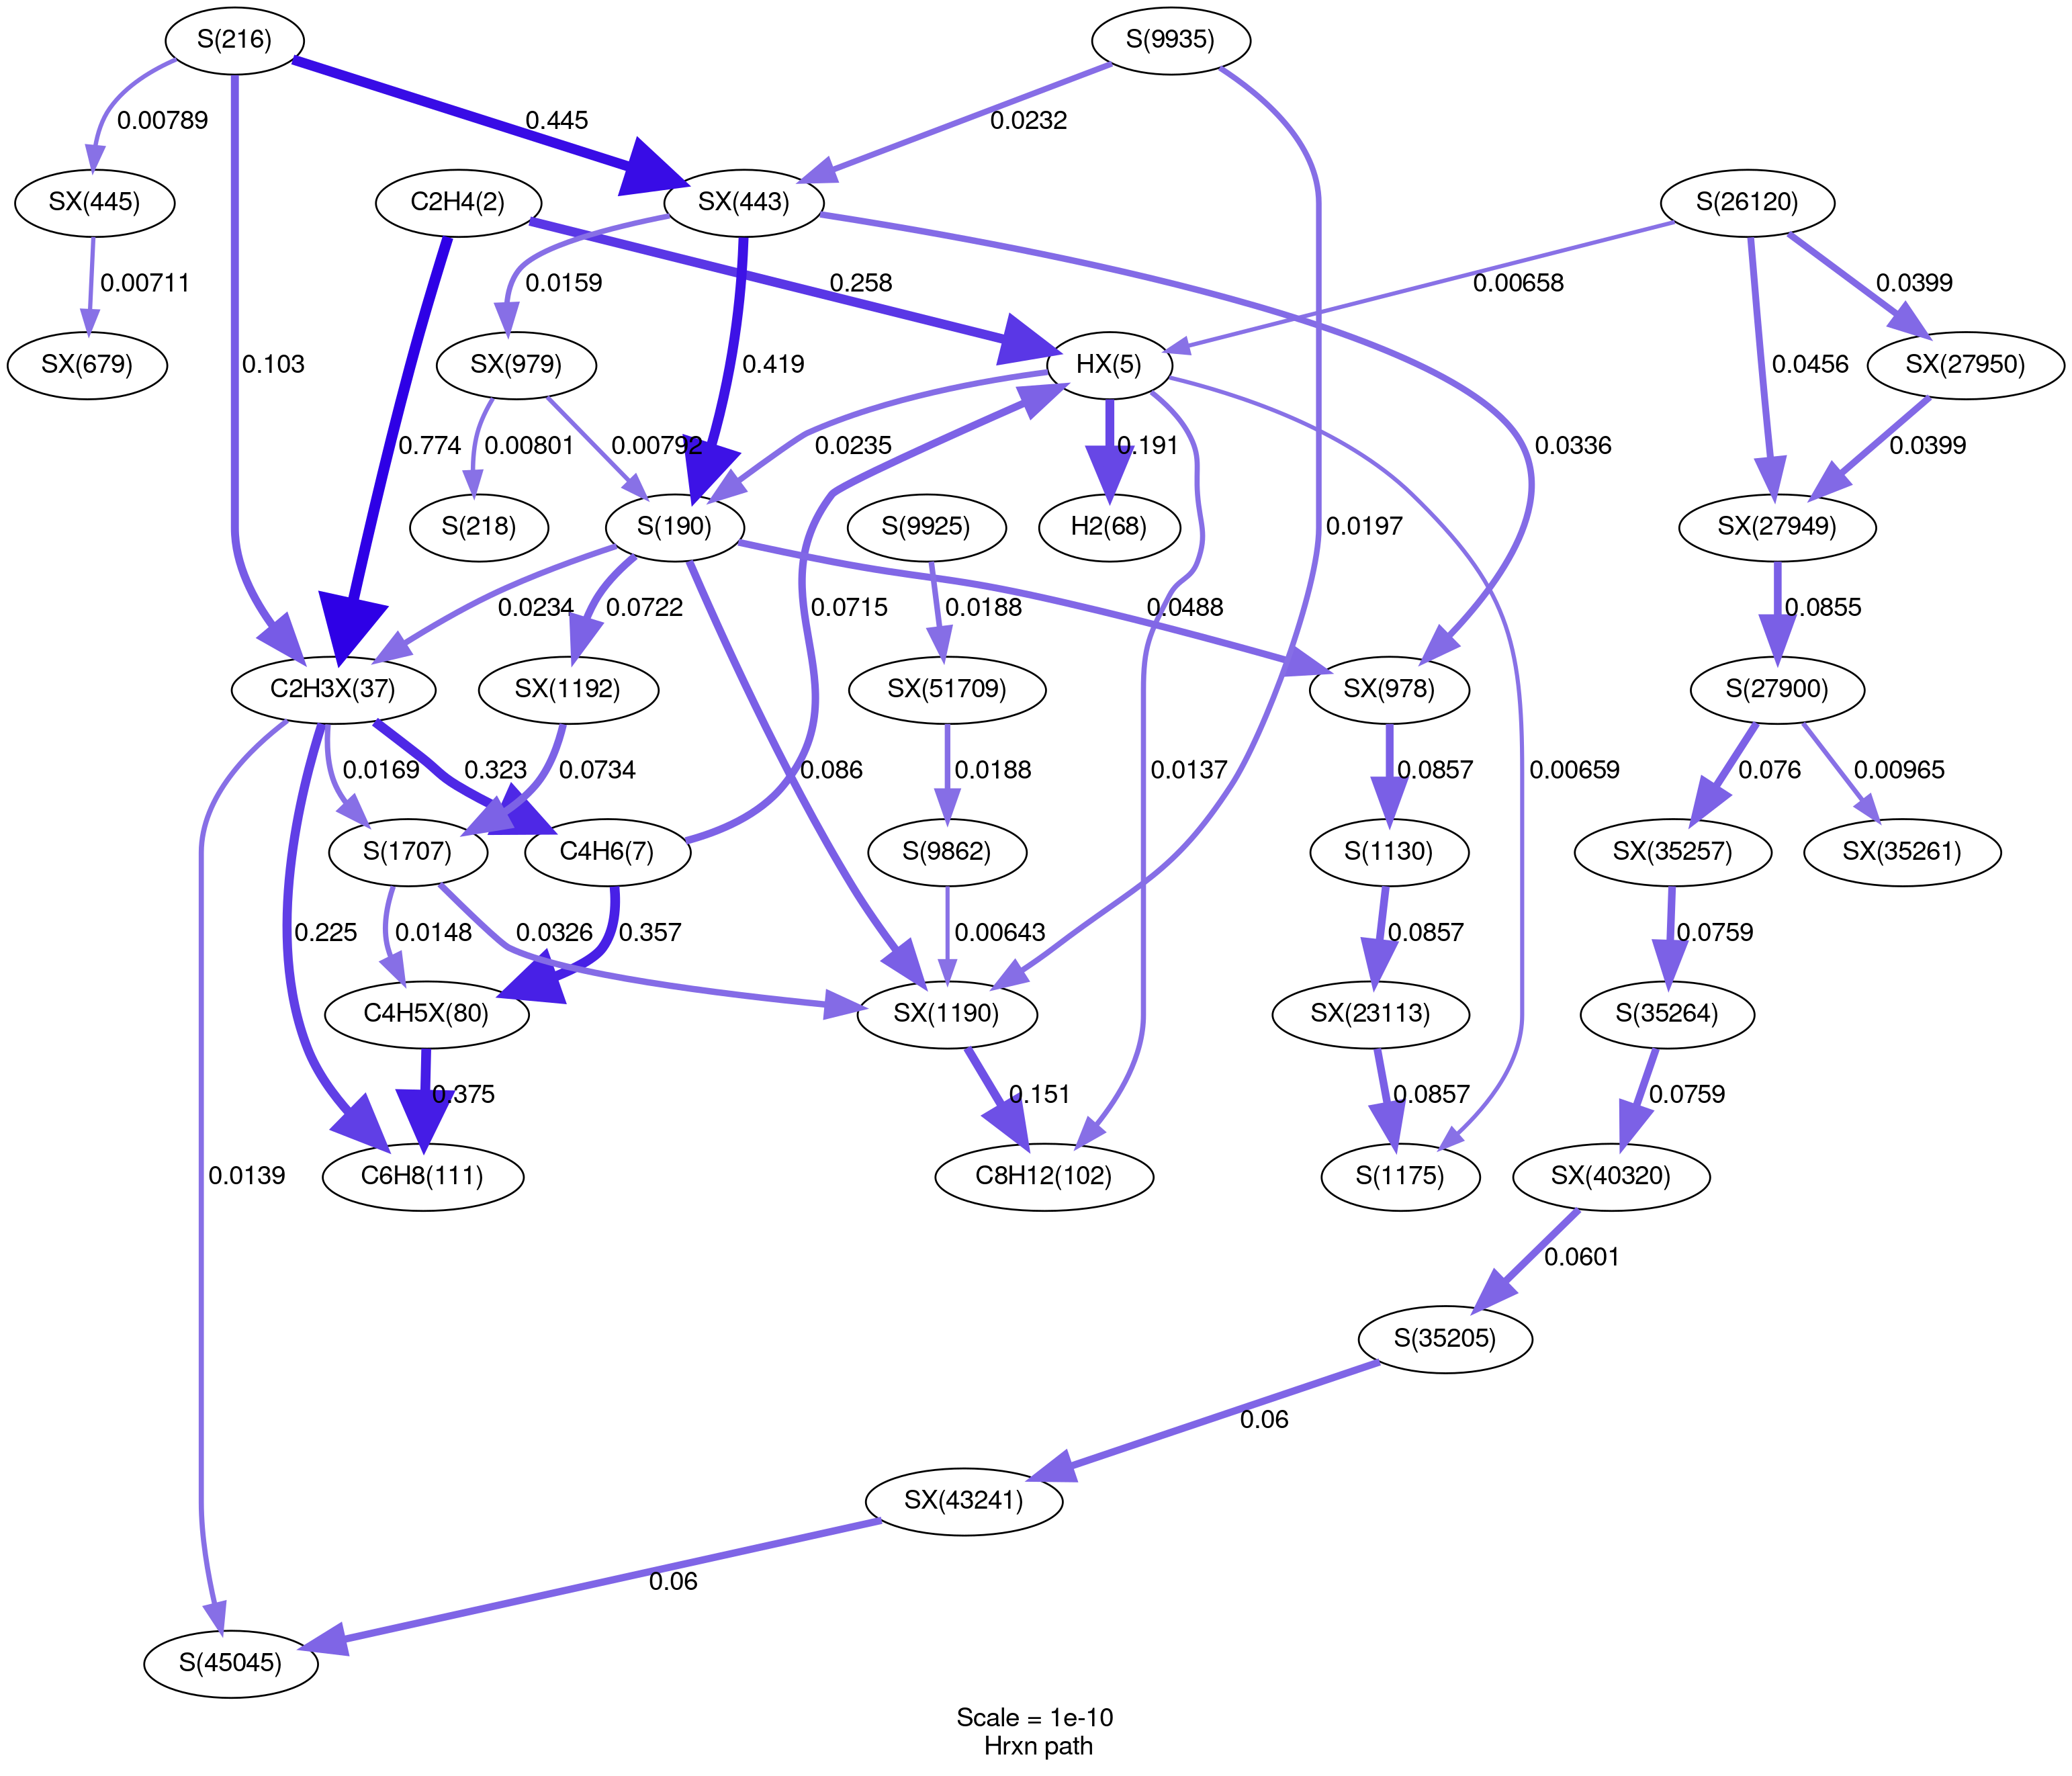 S(216)
S(9935)
0.00789
0.445
0.0232
SX(445)
C2H4(2)
SX(443)
S(26120)
0.00711
0.0159
0.258
0.00658
0.0399
SX(679)
0.103
SX(979)
0.774
0.419
HX(5)
0.0456
SX(27950)
0.00801
0.00792
0.0235
0.191
0.0336
0.0399
S(218)
S(190)
S(9925)
H2(68)
0.0197
SX(27949)
0.0234
0.0722
0.0715
0.0188
0.0488
0.0855
C2H3X(37)
SX(1192)
SX(51709)
SX(978)
S(27900)
0.0169
0.323
0.0734
0.086
0.0188
0.0137
0.0857
0.00659
0.076
0.00965
S(1707)
C4H6(7)
S(9862)
S(1130)
SX(35257)
SX(35261)
0.225
0.0148
0.0326
0.357
0.00643
0.0857
0.0759
C4H5X(80)
SX(1190)
SX(23113)
S(35264)
0.375
0.151
0.0857
0.0759
0.0139
C6H8(111)
C8H12(102)
S(1175)
SX(40320)
0.0601
S(35205)
0.06
SX(43241)
0.06
S(45045)
Scale = 1e-10
Hrxn path